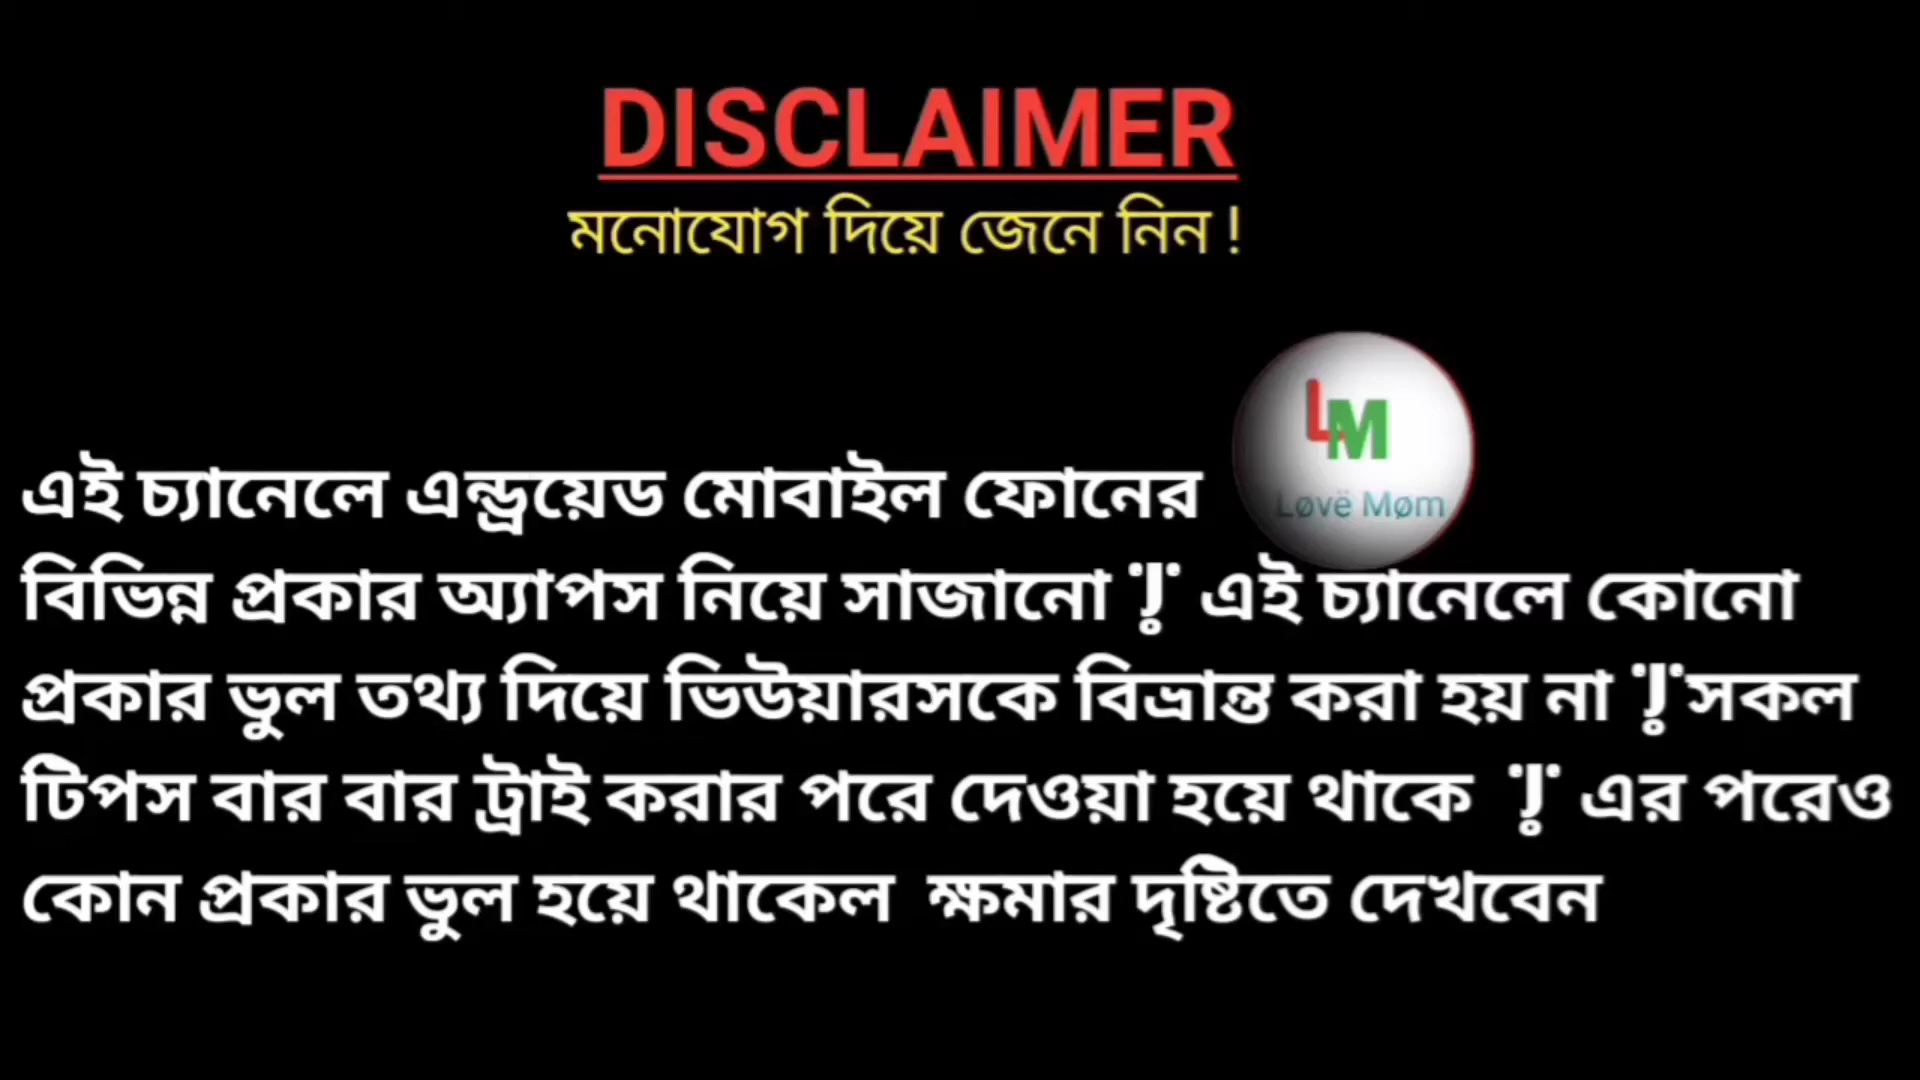 DISCLAIMER
মনোযোগ দিয়ে জেনে নিন !
LM
Løvë Møm
এই চ্যানেলে এন্ড্রয়েড মোবাইল ফোনের
বিভিন্ন প্রকার অ্যাপস নিয়ে সাজানো এই চ্যানেলে কোনো
প্রকার ভুল তথ্য দিয়ে ভিউয়ারসকে বিভ্রান্ত করা হয় না সকল
টিপস বার বার ট্রাই করার পরে দেওয়া হয়ে থাকে এর পরেও
কোন প্রকার ভুল হয়ে থাকেল ক্ষমার দৃষ্টিতে দেখবেন